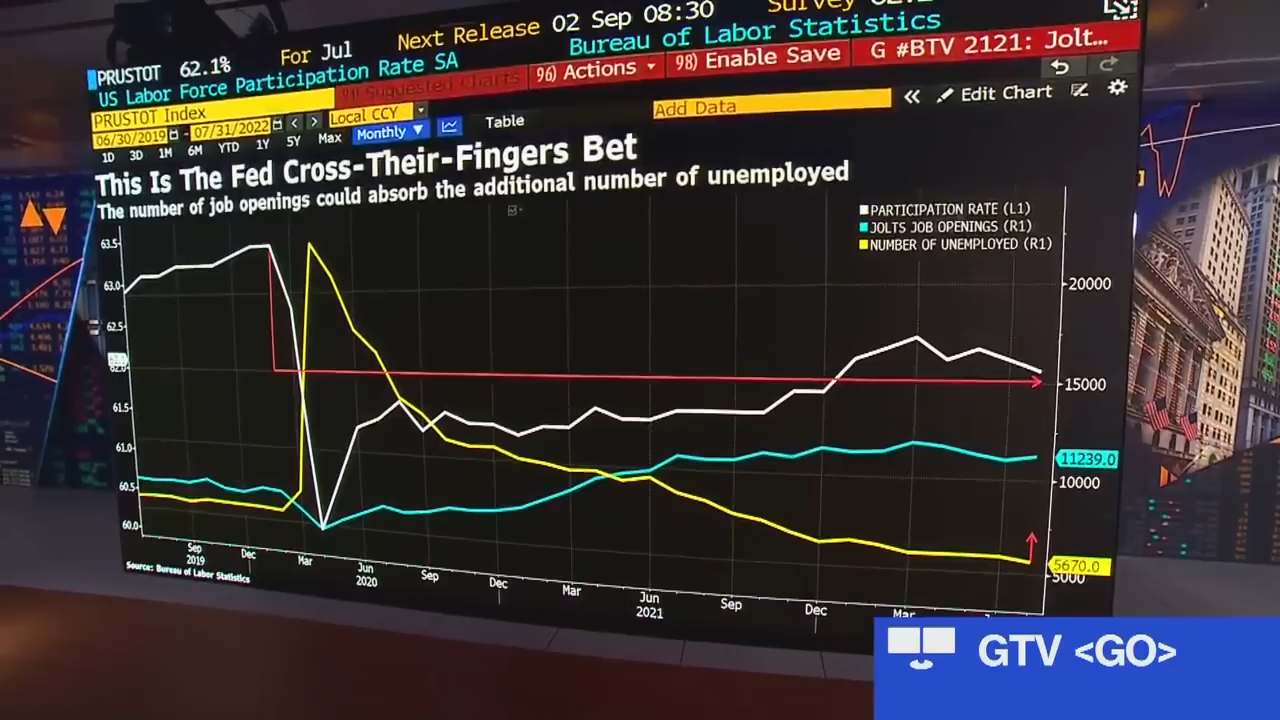 PRUSTOT 62.1% For Jul Next Release 02 Sep 08:30 Survey
US Labor Force Participation Rate SA Bureau of Labor Statistics
PRUSTOT Index 94) Suggested Charts 96) Actions 98) Enable Save G #BTV 2121: Jolt...
06/30/2019 - 07/31/2022 < > Local CCY Add Data « Edit Chart
1D 3D 1M 6M YTD 1Y 5Y Max Monthly ▼ Table
This Is The Fed Cross-Their-Fingers Bet
The number of job openings could absorb the additional number of unemployed
PARTICIPATION RATE (L1)
JOLTS JOB OPENINGS (R1)
NUMBER OF UNEMPLOYED (R1)
63.5
63.0
62.5
62.0
61.5
61.0
60.5
60.0
20000
15000
11239.0
10000
5670.0
5000
Sep Dec Mar Jun Sep Dec Mar Jun Sep Dec Mar
2019 2020 2021
Source: Bureau of Labor Statistics
GTV <GO>